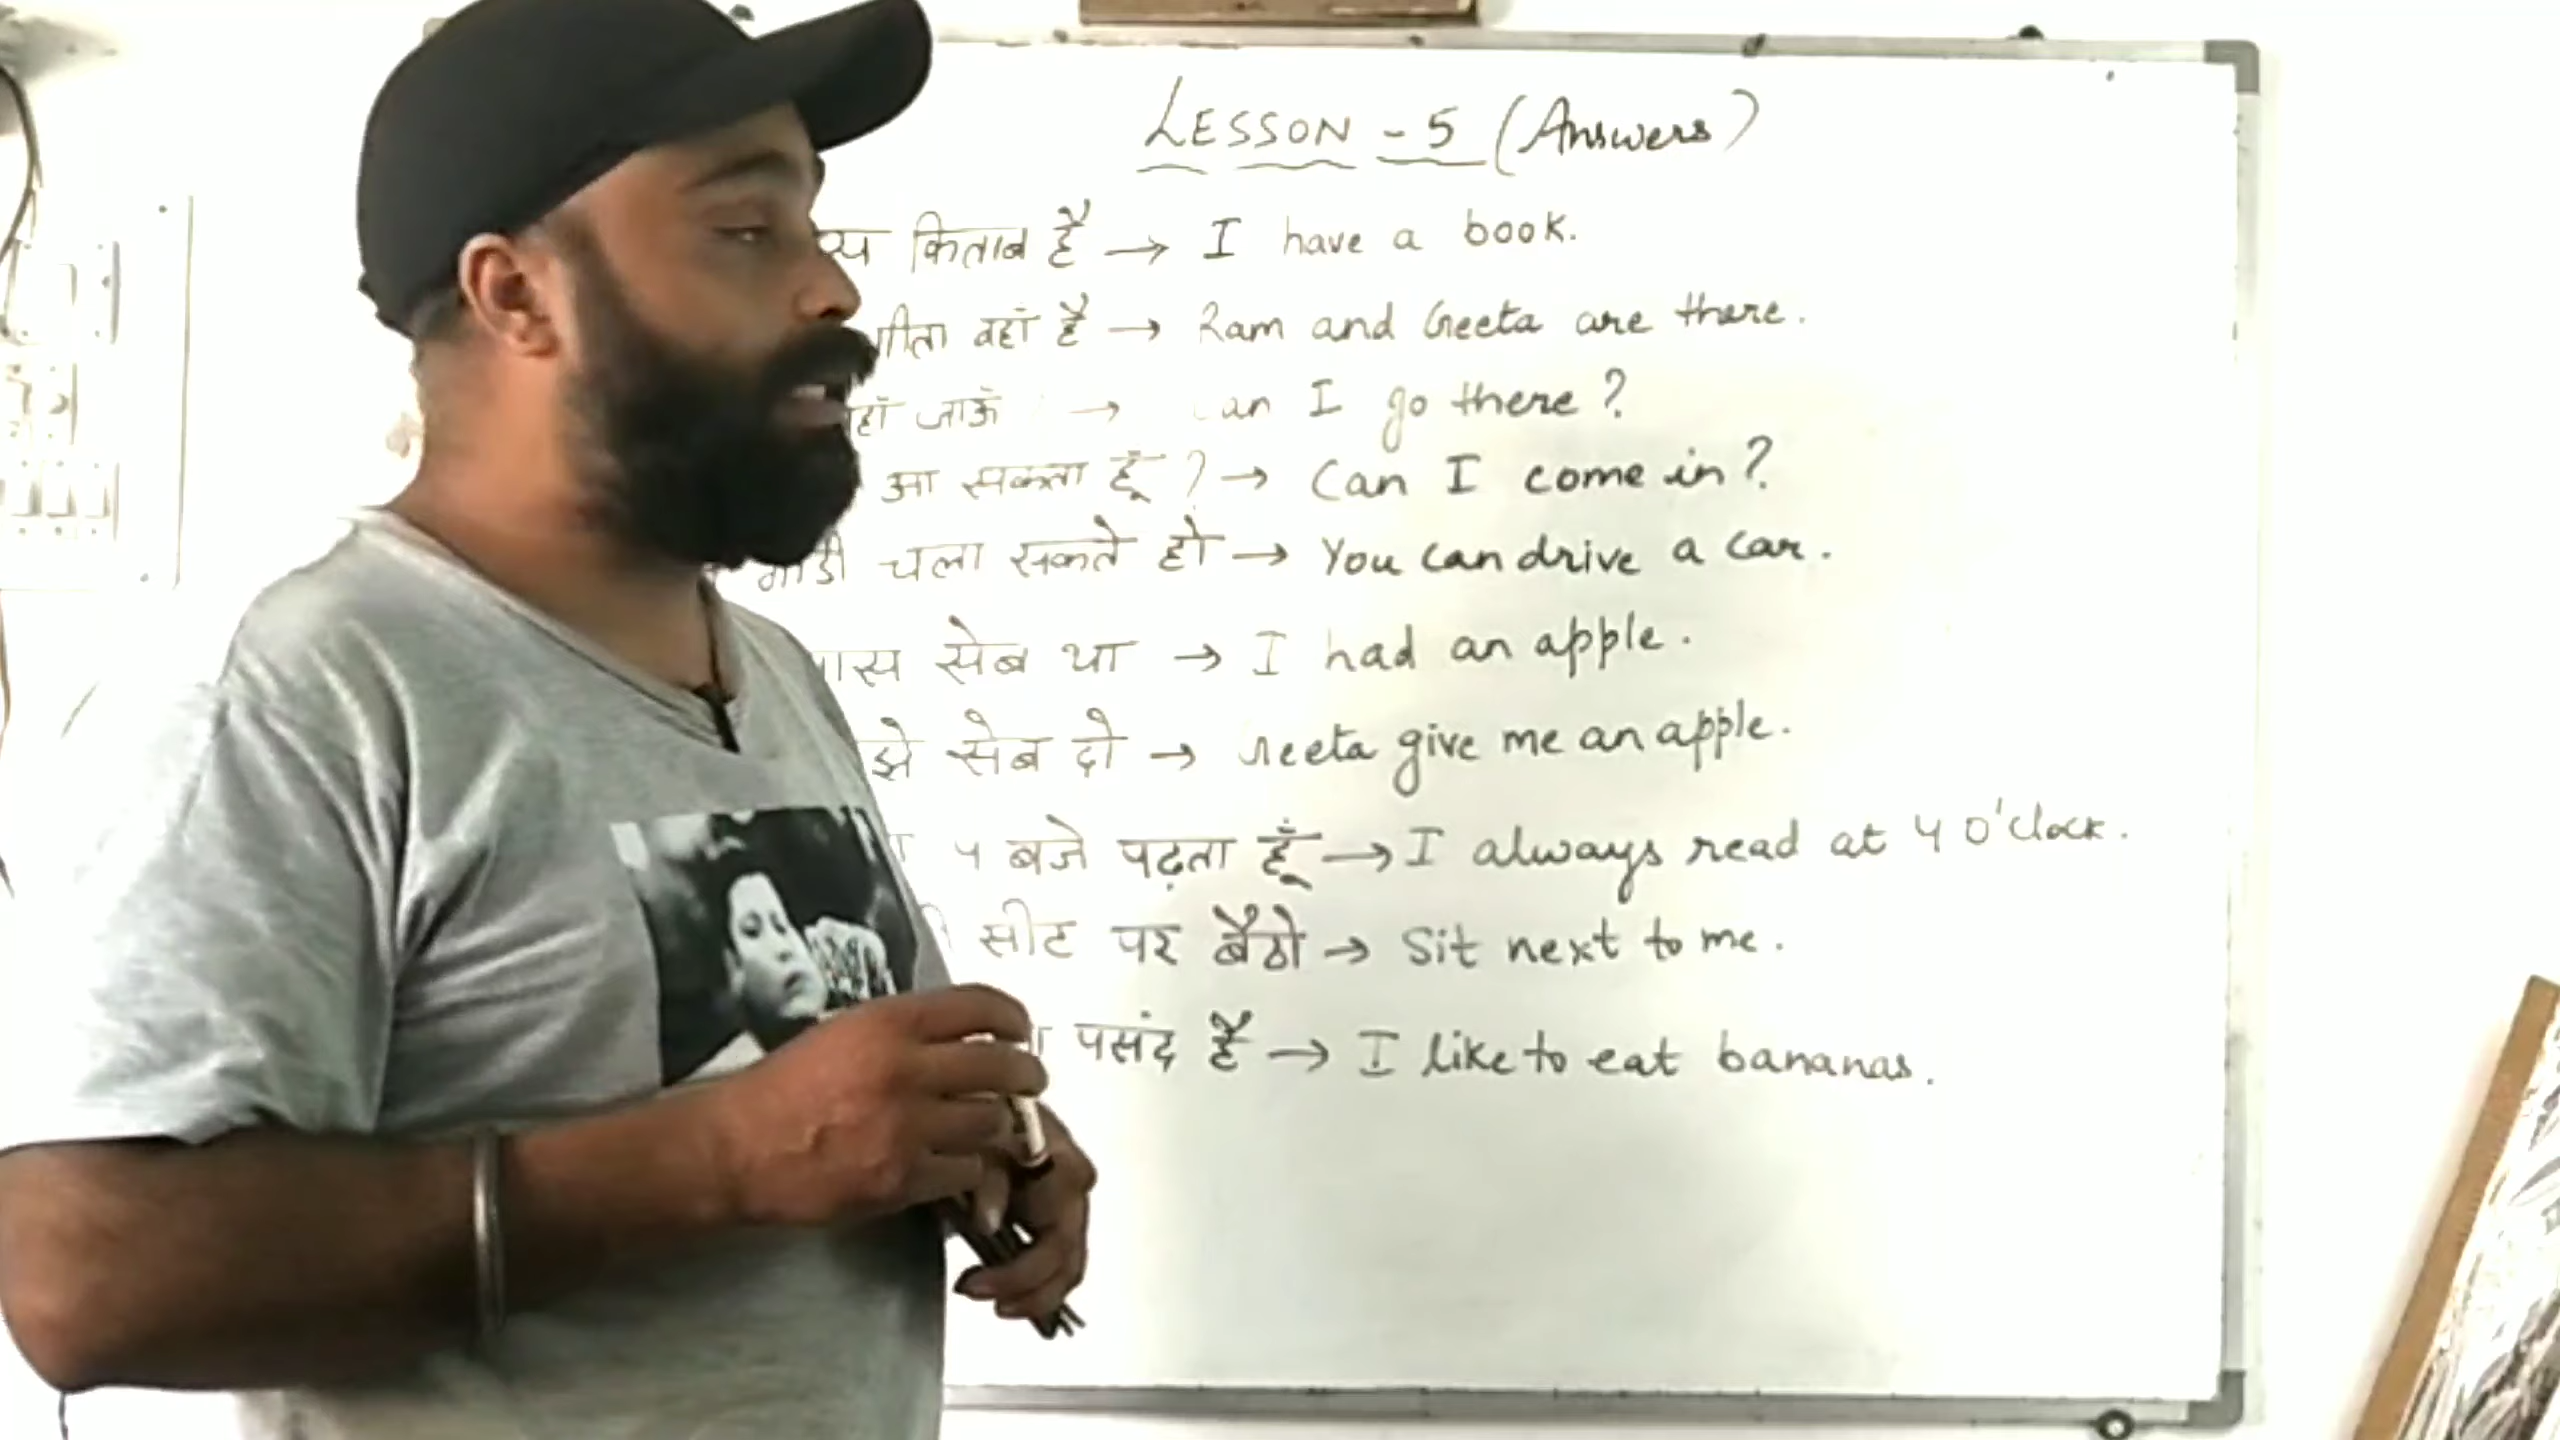 LESSON - 5 (Answers)
किताब है → I have a book.
गीता वहाँ है → Ram and Geeta are there.
जाऊँ → Can I go there?
आ सकता हूँ? → Can I come in?
गाडी चला सकते हो → You can drive a car.
पास सेब था → I had an apple.
सेब दो → give me an apple.
4 बजे पढ़ता हूँ → I always read at 4 O'clock.
सीट पर बैठो → Sit next to me.
पसंद है → I like to eat bananas.